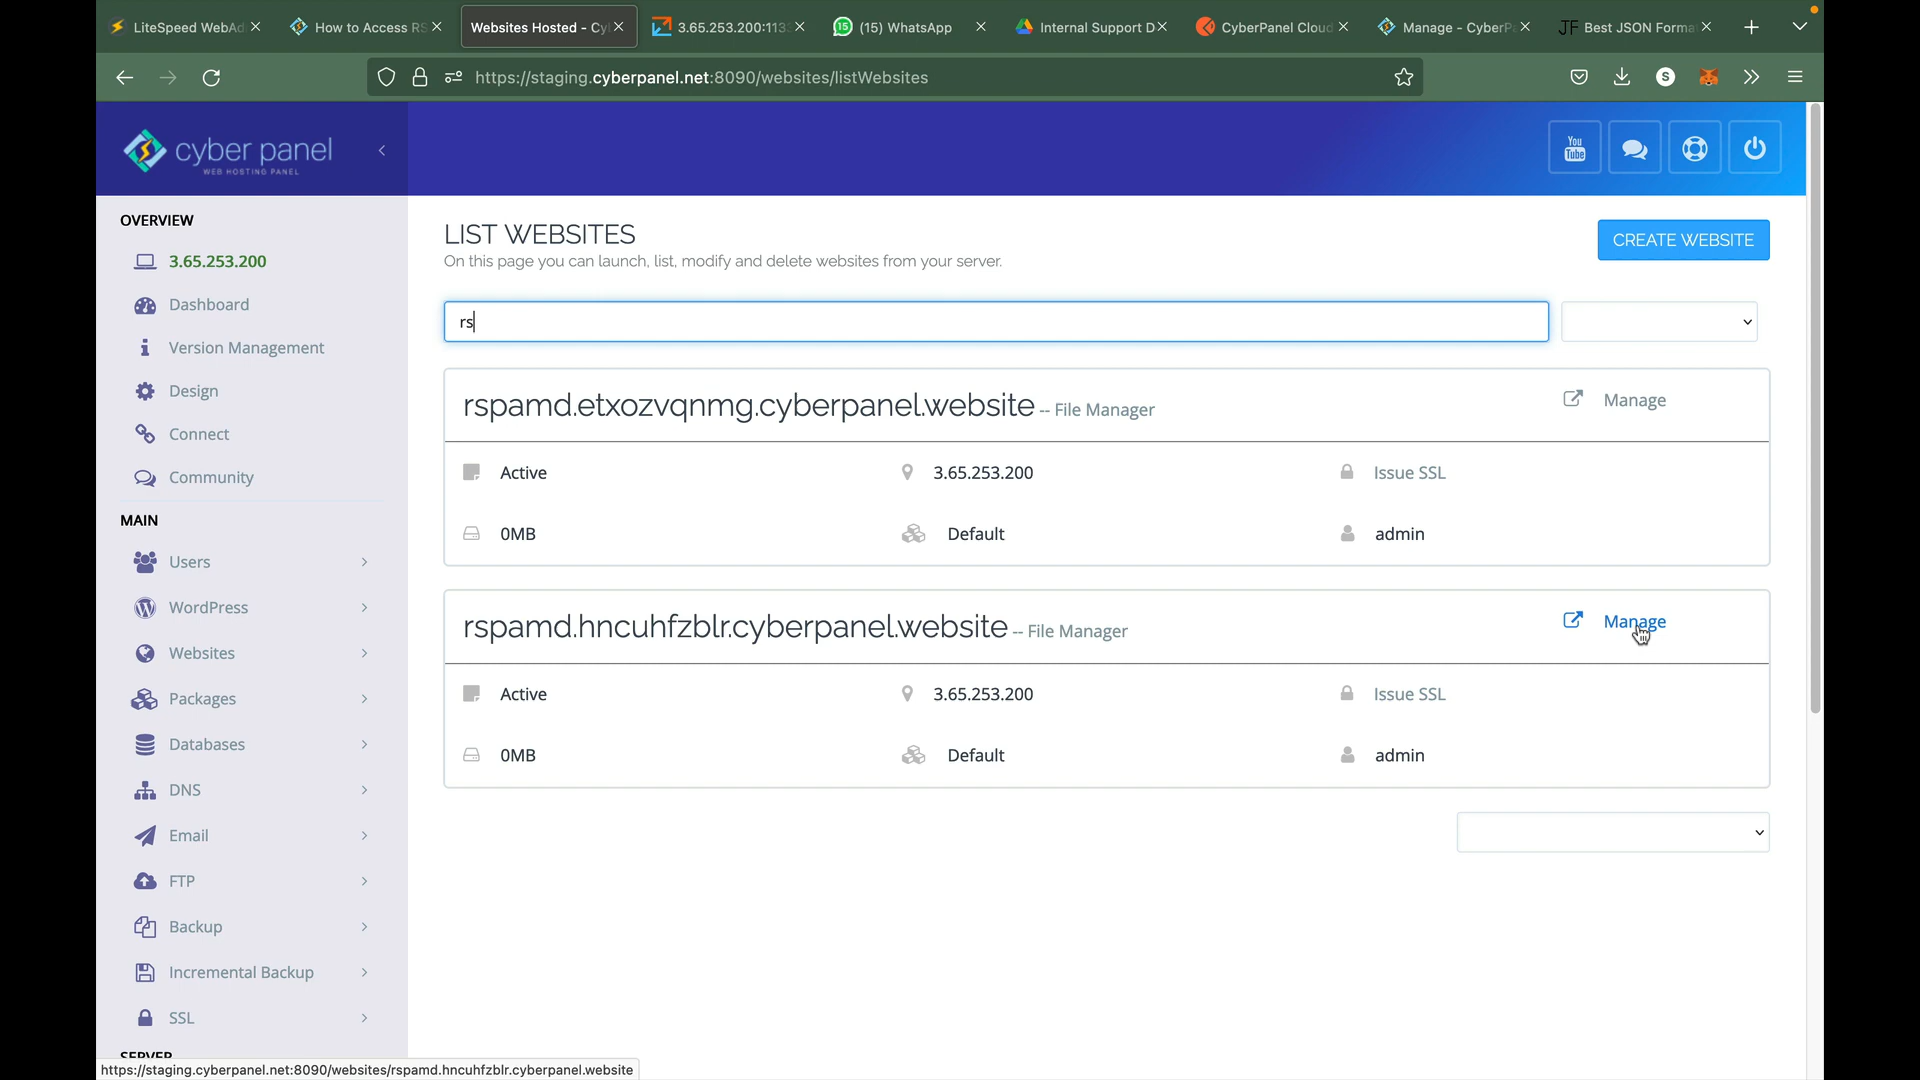 LiteSpeed WebAd
How to Access RS
Websites Hosted - Cy
3.65.253.200:113
15
(15) WhatsApp
Internal Support D
CyberPanel Cloud
Manage - CyberP
JF Best JSON Forma
https://staging.cyberpanel.net:8090/websites/listWebsites
S
cyber panel
WEB HOSTING PANEL
You
Tube
OVERVIEW
3.65.253.200
Dashboard
Version Management
Design
Connect
Community
MAIN
Users
WordPress
Websites
Packages
Databases
DNS
Email
FTP
Backup
Incremental Backup
SSL
SERVER
LIST WEBSITES
On this page you can launch, list, modify and delete websites from your server.
CREATE WEBSITE
rs
rspamd.etxozvqnmg.cyberpanel.website -- File Manager
Manage
Active
3.65.253.200
Issue SSL
0MB
Default
admin
rspamd.hncuhfzblr.cyberpanel.website -- File Manager
Manage
Active
3.65.253.200
Issue SSL
0MB
Default
admin
https://staging.cyberpanel.net:8090/websites/rspamd.hncuhfzblr.cyberpanel.website